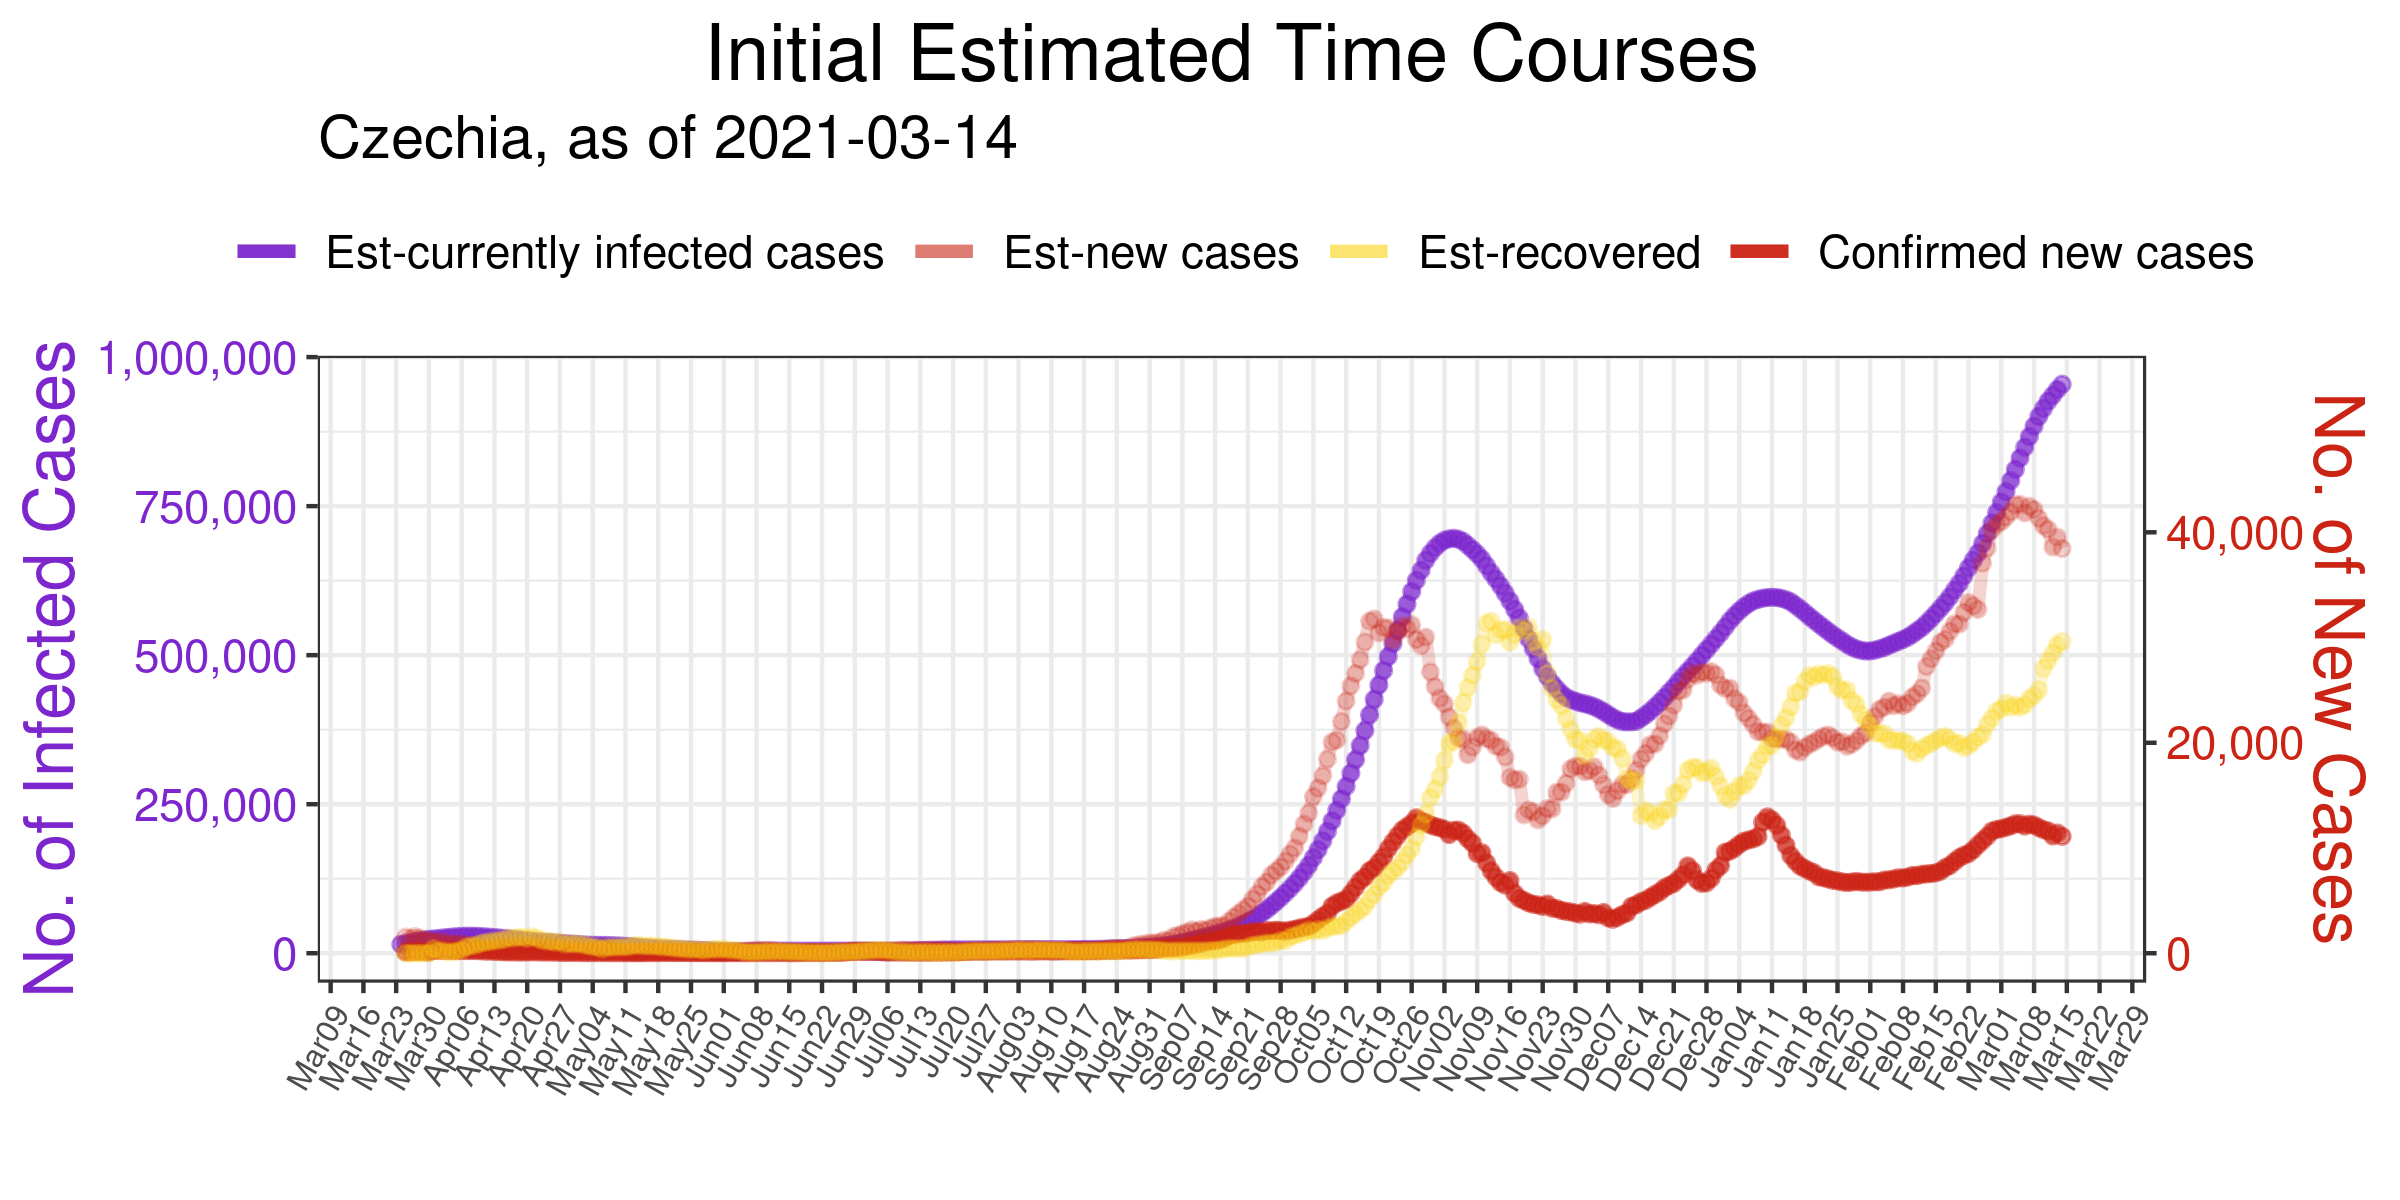 Initial Estimated Time Courses
Czechia, as of 2021-03-14
Est-currently infected cases Est-new cases Est-recovered Confirmed new cases
No. of Infected Cases
1,000,000
750,000
500,000
250,000
0
No. of New Cases
40,000
20,000
0
Mar09 Mar16 Mar23 Mar30 Apr06 Apr13 Apr20 Apr27 May04 May11 May18 May25 Jun01 Jun08 Jun15 Jun22 Jun29 Jul06 Jul13 Jul20 Jul27 Aug03 Aug10 Aug17 Aug24 Aug31 Sep07 Sep14 Sep21 Sep28 Oct05 Oct12 Oct19 Oct26 Nov02 Nov09 Nov16 Nov23 Nov30 Dec07 Dec14 Dec21 Dec28 Jan04 Jan11 Jan18 Jan25 Feb01 Feb08 Feb15 Feb22 Mar01 Mar08 Mar15 Mar22 Mar29